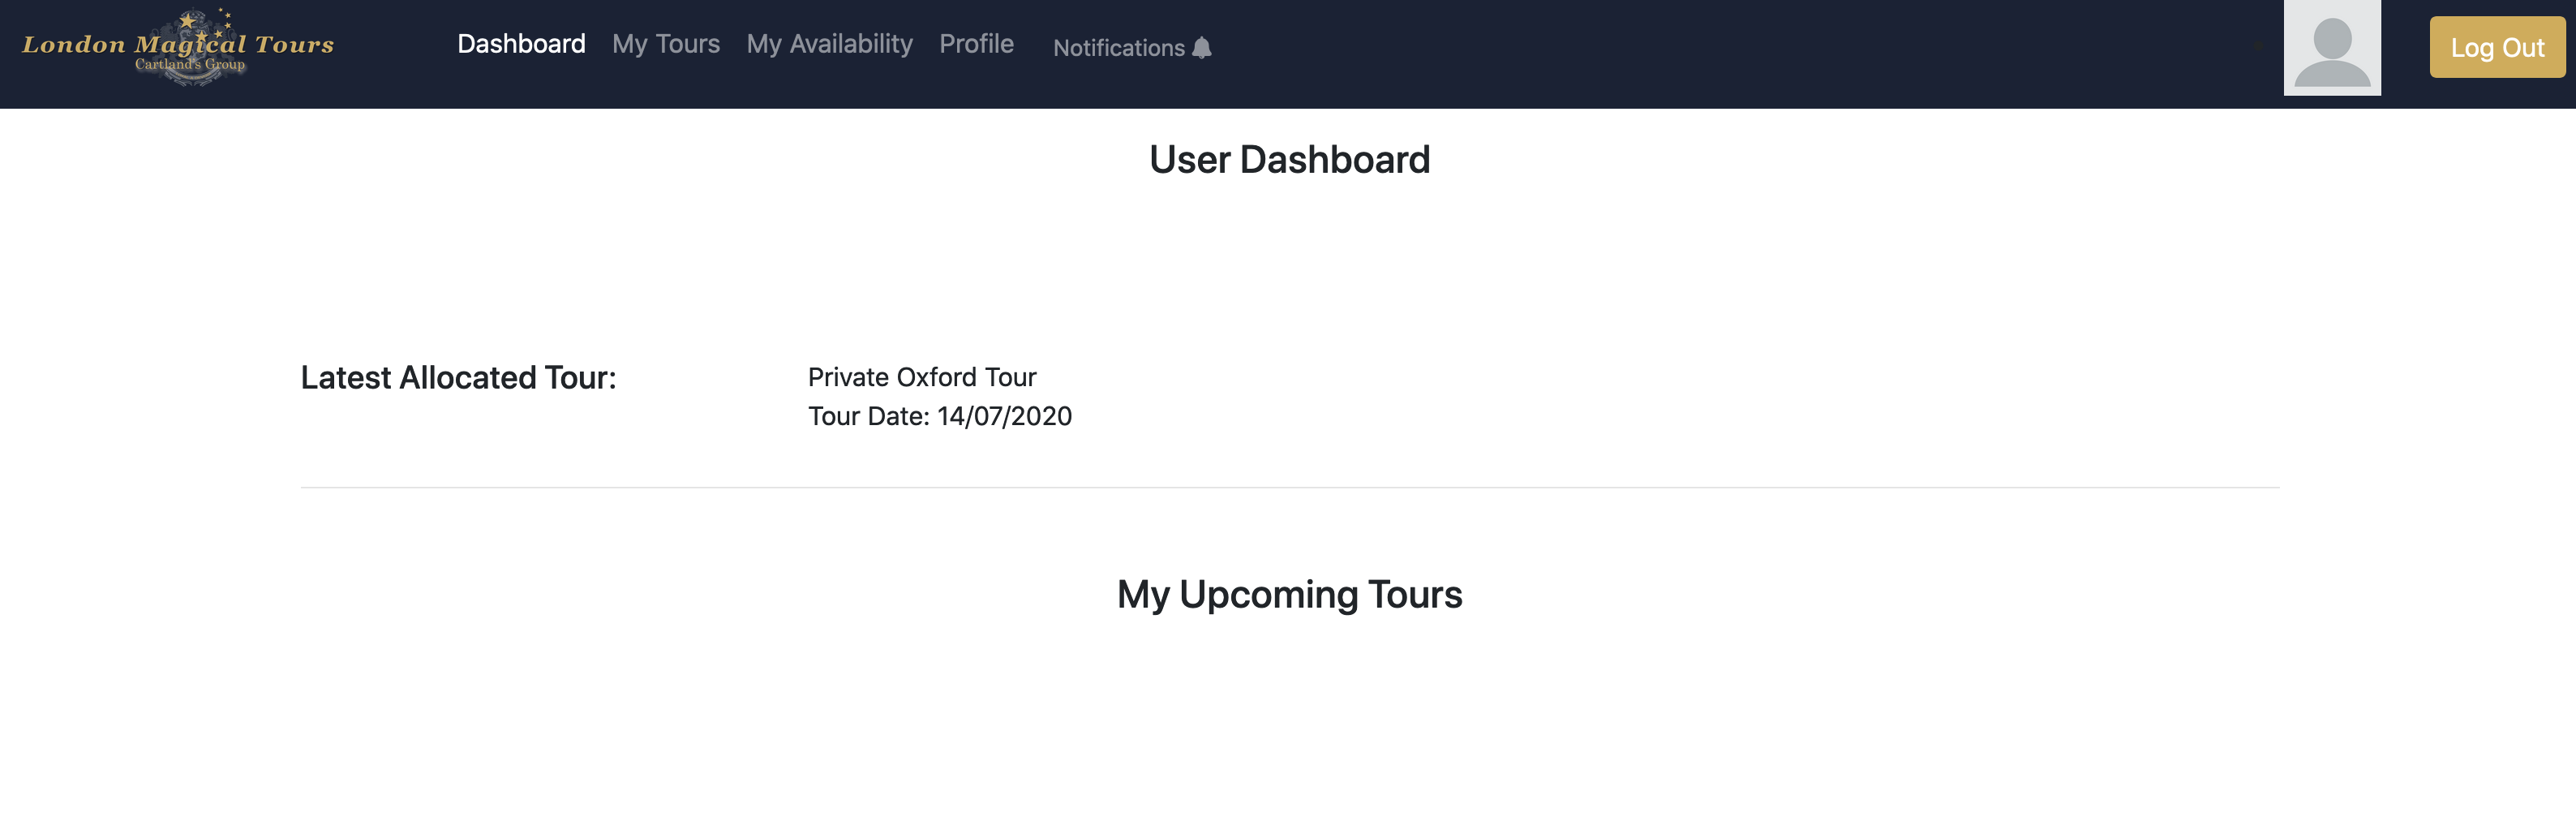 London Magical Tours
Cartland's Group
Dashboard My Tours My Availability Profile Notifications
Log Out
User Dashboard
Latest Allocated Tour: Private Oxford Tour
Tour Date: 14/07/2020
My Upcoming Tours